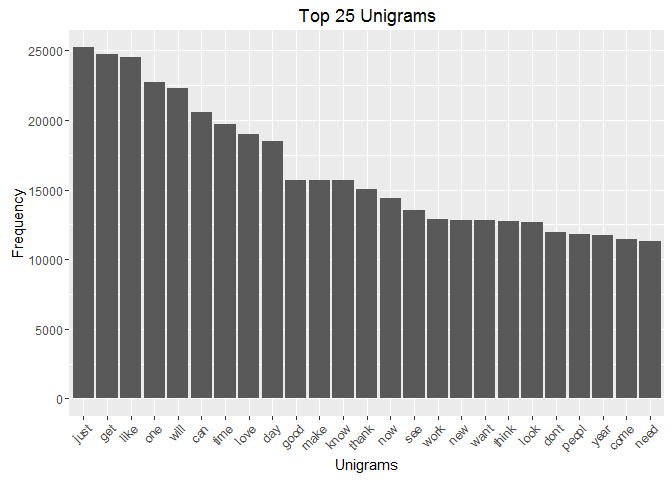 Top 25 Unigrams
25000
20000
15000
10000
5000
0
Frequency
just get like one will can time love day good make know thank now see work new want think look dont peopl year come need
Unigrams